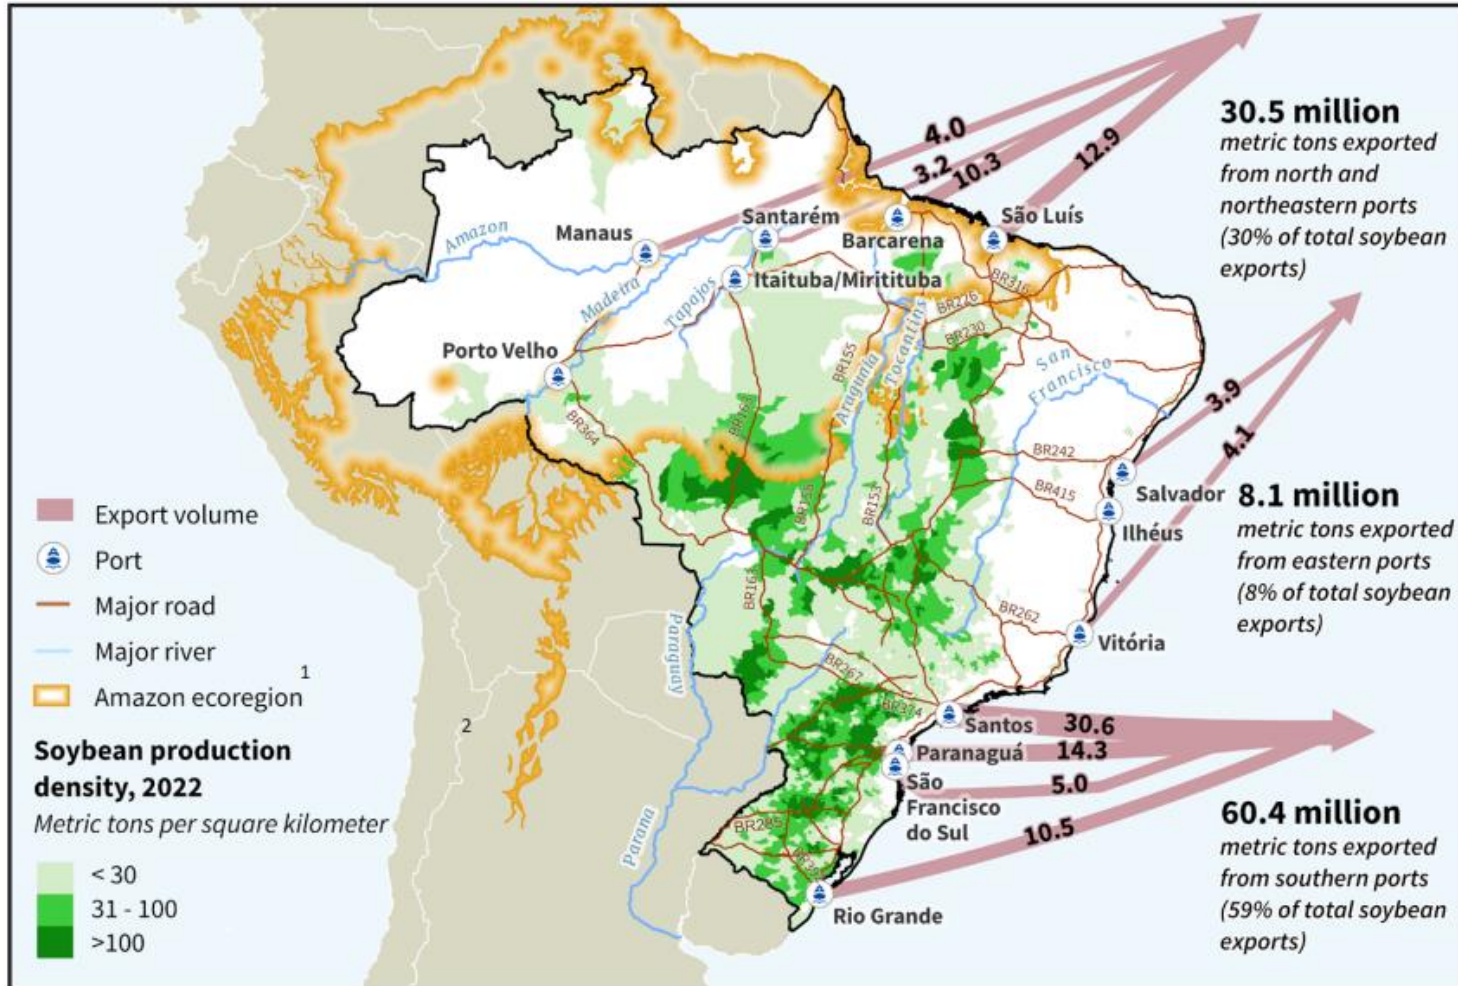 4.0
3.2
10.3
12.9
30.5 million
metric tons exported
from north and
northeastern ports
(30% of total soybean
exports)
Manaus
Santarém
Barcarena
São Luís
Itaituba/Miritituba
Porto Velho
Amazon
Madeira
Tapajos
Araguaia
Tocantins
San
Francisco
BR316
BR226
BR230
BR155
BR163
BR364
BR242
BR415
BR158
BR153
BR163
BR262
BR267
BR374
BR285
Paraguay
Parana
3.9
4.1
Salvador
Ilhéus
Vitória
8.1 million
metric tons exported
from eastern ports
(8% of total soybean
exports)
Santos
30.6
Paranaguá
14.3
São
Francisco
do Sul
5.0
10.5
Rio Grande
60.4 million
metric tons exported
from southern ports
(59% of total soybean
exports)
Export volume
Port
Major road
Major river
Amazon ecoregion
1
2
Soybean production
density, 2022
Metric tons per square kilometer
< 30
31 - 100
>100